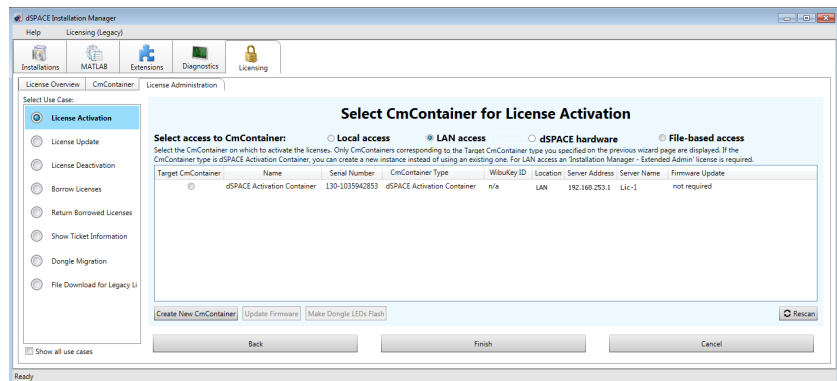 dSPACE Installation Manager
Help Licensing (Legacy)
Installations MATLAB Extensions Diagnostics Licensing
License Overview CmContainer License Administration
Select Use Case:
License Activation
License Update
License Deactivation
Borrow Licenses
Return Borrowed Licenses
Show Ticket Information
Dongle Migration
File Download for Legacy Li
Show all use cases
Select CmContainer for License Activation
Select access to CmContainer: Local access LAN access dSPACE hardware File-based access
Select the CmContainer on which to activate the licenses. Only CmContainers corresponding to the Target CmContainer type you specified on the previous wizard page are displayed. If the
CmContainer type is dSPACE Activation Container, you can create a new instance instead of using an existing one. For LAN access an 'Installation Manager - Extended Admin' license is required.
Target CmContainer Name Serial Number CmContainer Type WibuKey ID Location Server Address Server Name Firmware Update
dSPACE Activation Container 130-1035942853 dSPACE Activation Container n/a LAN 192.168.253.1 Lic-1 not required
Create New CmContainer Update Firmware Make Dongle LEDs Flash Rescan
Back Finish Cancel
Ready